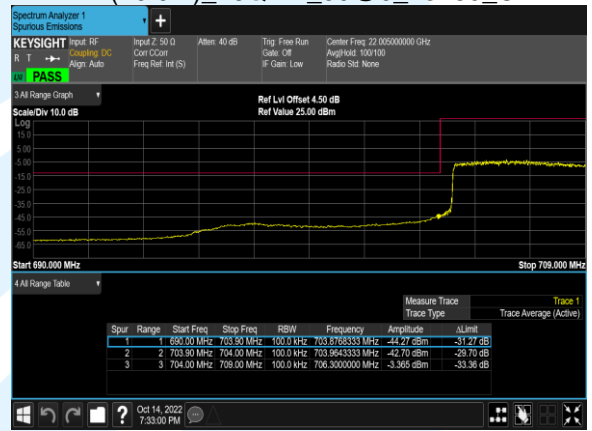 Spectrum Analyzer 1
Spurious Emissions
KEYSIGHT Input: RF Input Z: 50 Ω Atten: 40 dB Trig: Free Run Center Freq: 22.005000000 GHz
R T Coupling: DC Corr CCorr Gate: Off Avg|Hold: 100/100
Align: Auto Freq Ref: Int (S) IF Gain: Low Radio Std: None
PASS
3 All Range Graph
Ref Lvl Offset 4.50 dB
Scale/Div 10.0 dB Ref Value 25.00 dBm
Log
15.0
5.00
-5.00
-15.0
-25.0
-35.0
-45.0
-55.0
-65.0
Start 690.000 MHz Stop 709.000 MHz
4 All Range Table
Measure Trace Trace 1
Trace Type Trace Average (Active)
Spur Range Start Freq Stop Freq RBW Frequency Amplitude ΔLimit
1 1 690.00 MHz 703.90 MHz 100.0 kHz 703.8768333 MHz -44.27 dBm -31.27 dB
2 2 703.90 MHz 704.00 MHz 100.0 kHz 703.9643333 MHz -42.70 dBm -29.70 dB
3 3 704.00 MHz 709.00 MHz 100.0 kHz 706.3000000 MHz -3.365 dBm -33.36 dB
Oct 14, 2022
7:33:00 PM